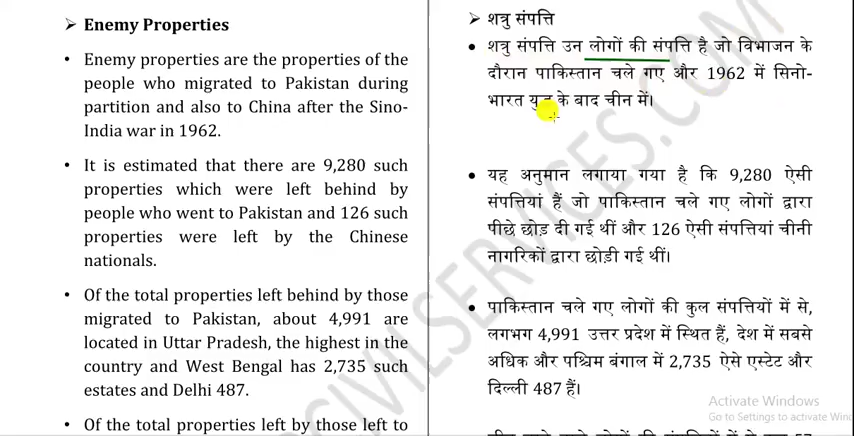 ➤ Enemy Properties
• Enemy properties are the properties of the
people who migrated to Pakistan during
partition and also to China after the Sino-
India war in 1962.
• It is estimated that there are 9,280 such
properties which were left behind by
people who went to Pakistan and 126 such
properties were left by the Chinese
nationals.
• Of the total properties left behind by those
migrated to Pakistan, about 4,991 are
located in Uttar Pradesh, the highest in the
country and West Bengal has 2,735 such
estates and Delhi 487.
• Of the total properties left by those left to
➤ शत्रु संपत्ति
• शत्रु संपत्ति उन लोगों की संपत्ति है जो विभाजन के
दौरान पाकिस्तान चले गए और 1962 में सिनो-
भारत युद्ध के बाद चीन में।
• यह अनुमान लगाया गया है कि 9,280 ऐसी
संपत्तियां हैं जो पाकिस्तान चले गए लोगों द्वारा
पीछे छोड़ दी गई थीं और 126 ऐसी संपत्तियां चीनी
नागरिकों द्वारा छोड़ी गई थीं।
• पाकिस्तान चले गए लोगों की कुल संपत्तियों में से,
लगभग 4,991 उत्तर प्रदेश में स्थित हैं, देश में सबसे
अधिक और पश्चिम बंगाल में 2,735 ऐसे एस्टेट और
दिल्ली 487 हैं।
CIVILSERVICES.COM
Activate Windows
Go to Settings to activate Win